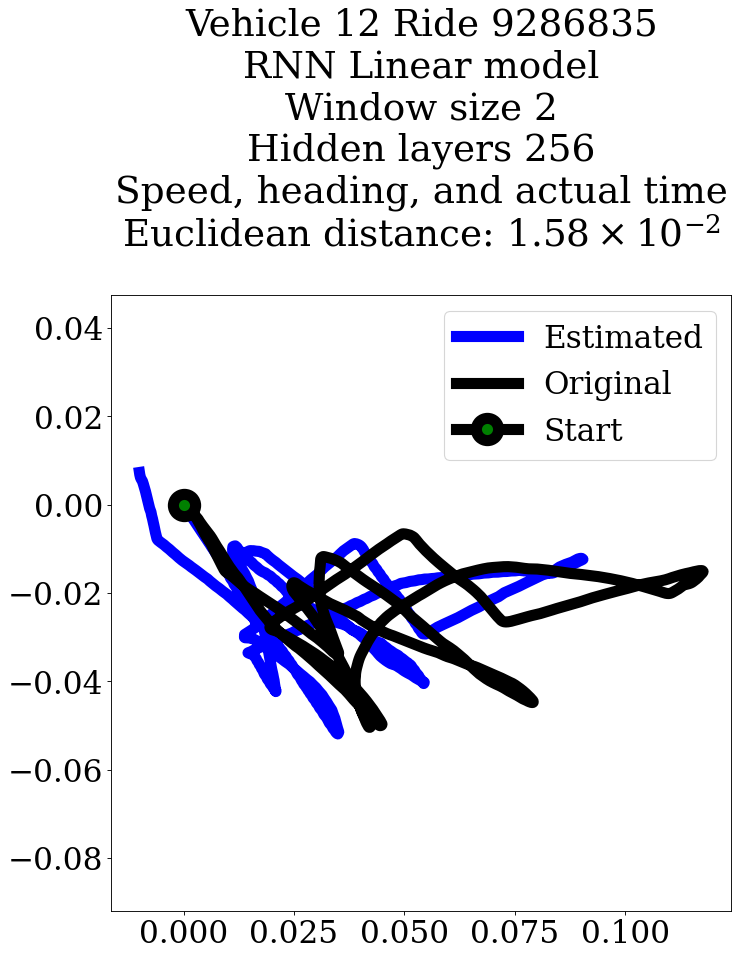 Vehicle 12 Ride 9286835
RNN Linear model
Window size 2
Hidden layers 256
Speed, heading, and actual time
Euclidean distance: 1.58 × 10⁻²
Estimated
Original
Start
0.04
0.02
0.00
−0.02
−0.04
−0.06
−0.08
0.000 0.025 0.050 0.075 0.100